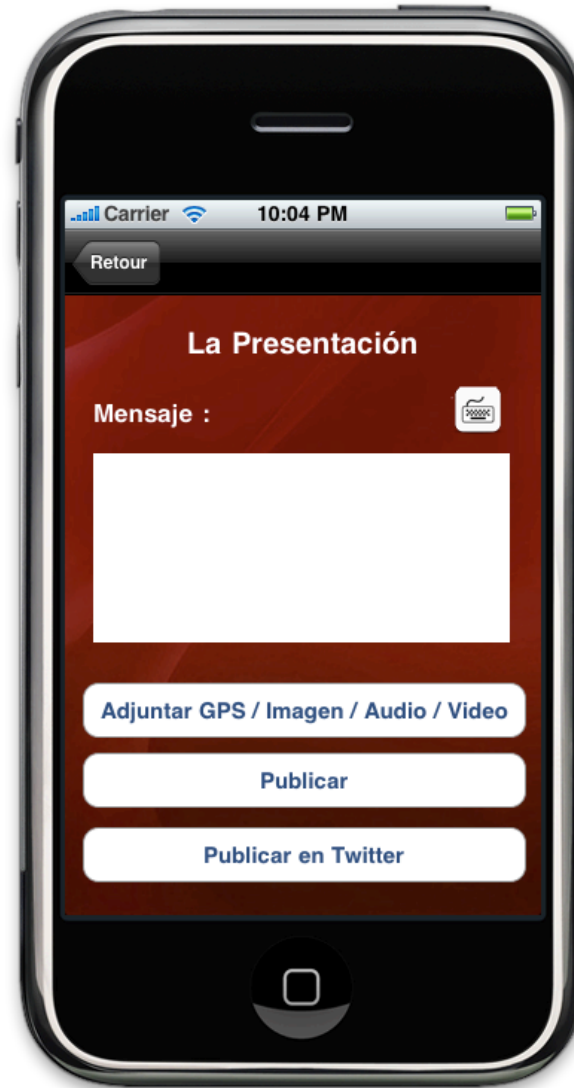 Carrier 10:04 PM
Retour
La Presentación
Mensaje :
Adjuntar GPS / Imagen / Audio / Video
Publicar
Publicar en Twitter